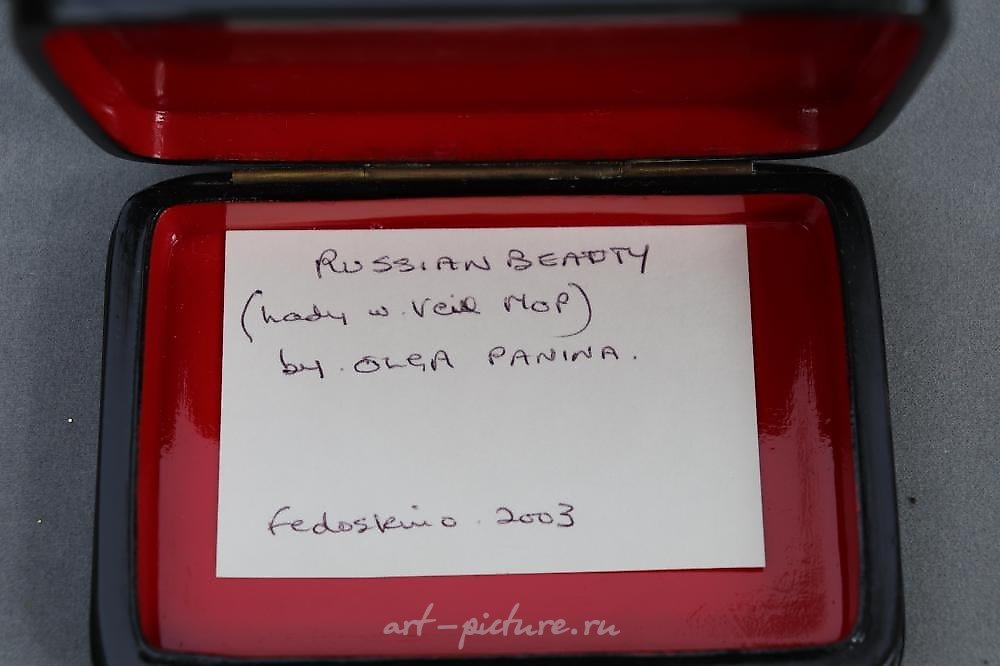 RUSSIAN BEAUTY
(Lady w. Veil MOP)
by. OLGA PANINA.
Fedoskino. 2003
art-picture.ru